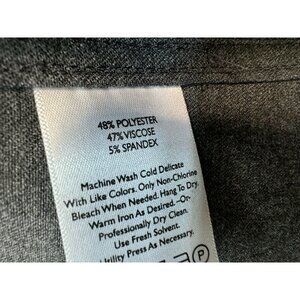 48% POLYESTER
47% VISCOSE
5% SPANDEX
Machine Wash Cold Delicate
With Like Colors. Only Non-Chlorine
Bleach When Needed. Hang To Dry.
Warm Iron As Desired. -Or-
Professionally Dry Clean.
Use Fresh Solvent.
Utility Press As Necessary.
P